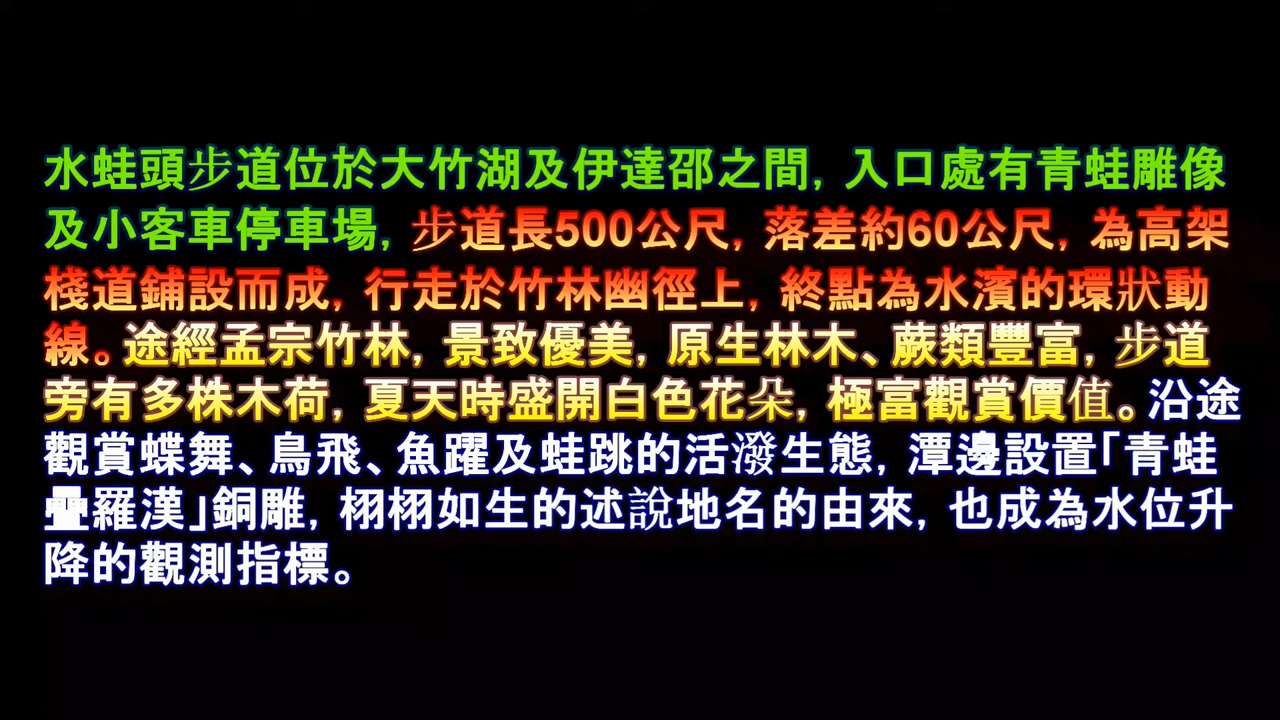 水蛙頭步道位於大竹湖及伊達邵之間, 入口處有青蛙雕像
及小客車停車場, 步道長500公尺, 落差約60公尺, 為高架
棧道鋪設而成, 行走於竹林幽徑上, 終點為水濱的環狀動
線。途經孟宗竹林, 景致優美, 原生林木、蕨類豐富, 步道
旁有多株木荷, 夏天時盛開白色花朵, 極富觀賞價值。沿途
觀賞蝶舞、鳥飛、魚躍及蛙跳的活潑生態, 潭邊設置「青蛙
疊羅漢」銅雕, 栩栩如生的述說地名的由來, 也成為水位升
降的觀測指標。